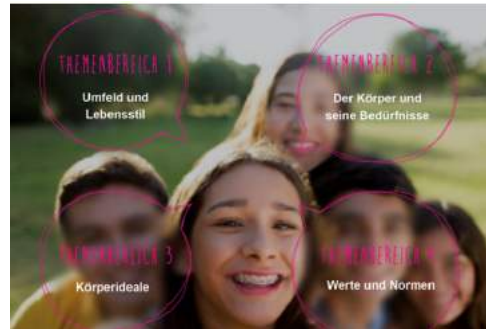 THEMENBEREICH 1
Umfeld und
Lebensstil
THEMENBEREICH 2
Der Körper und
seine Bedürfnisse
THEMENBEREICH 3
Körperideale
THEMENBEREICH 4
Werte und Normen